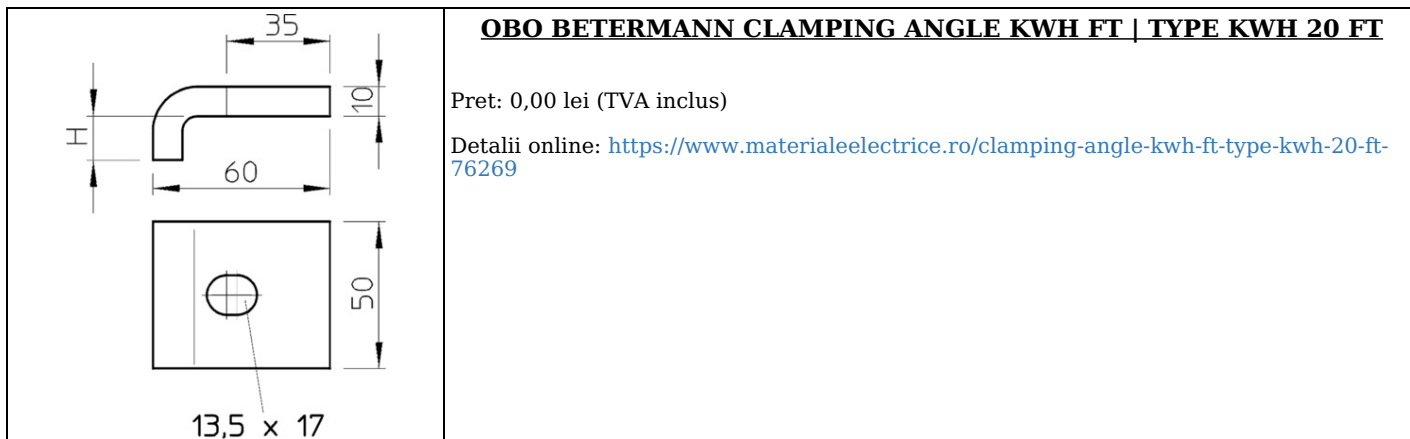 35
10
H
60
50
13,5 x 17
OBO BETERMANN CLAMPING ANGLE KWH FT | TYPE KWH 20 FT
Pret: 0,00 lei (TVA inclus)
Detalii online: https://www.materialeelectrice.ro/clamping-angle-kwh-ft-type-kwh-20-ft-
76269